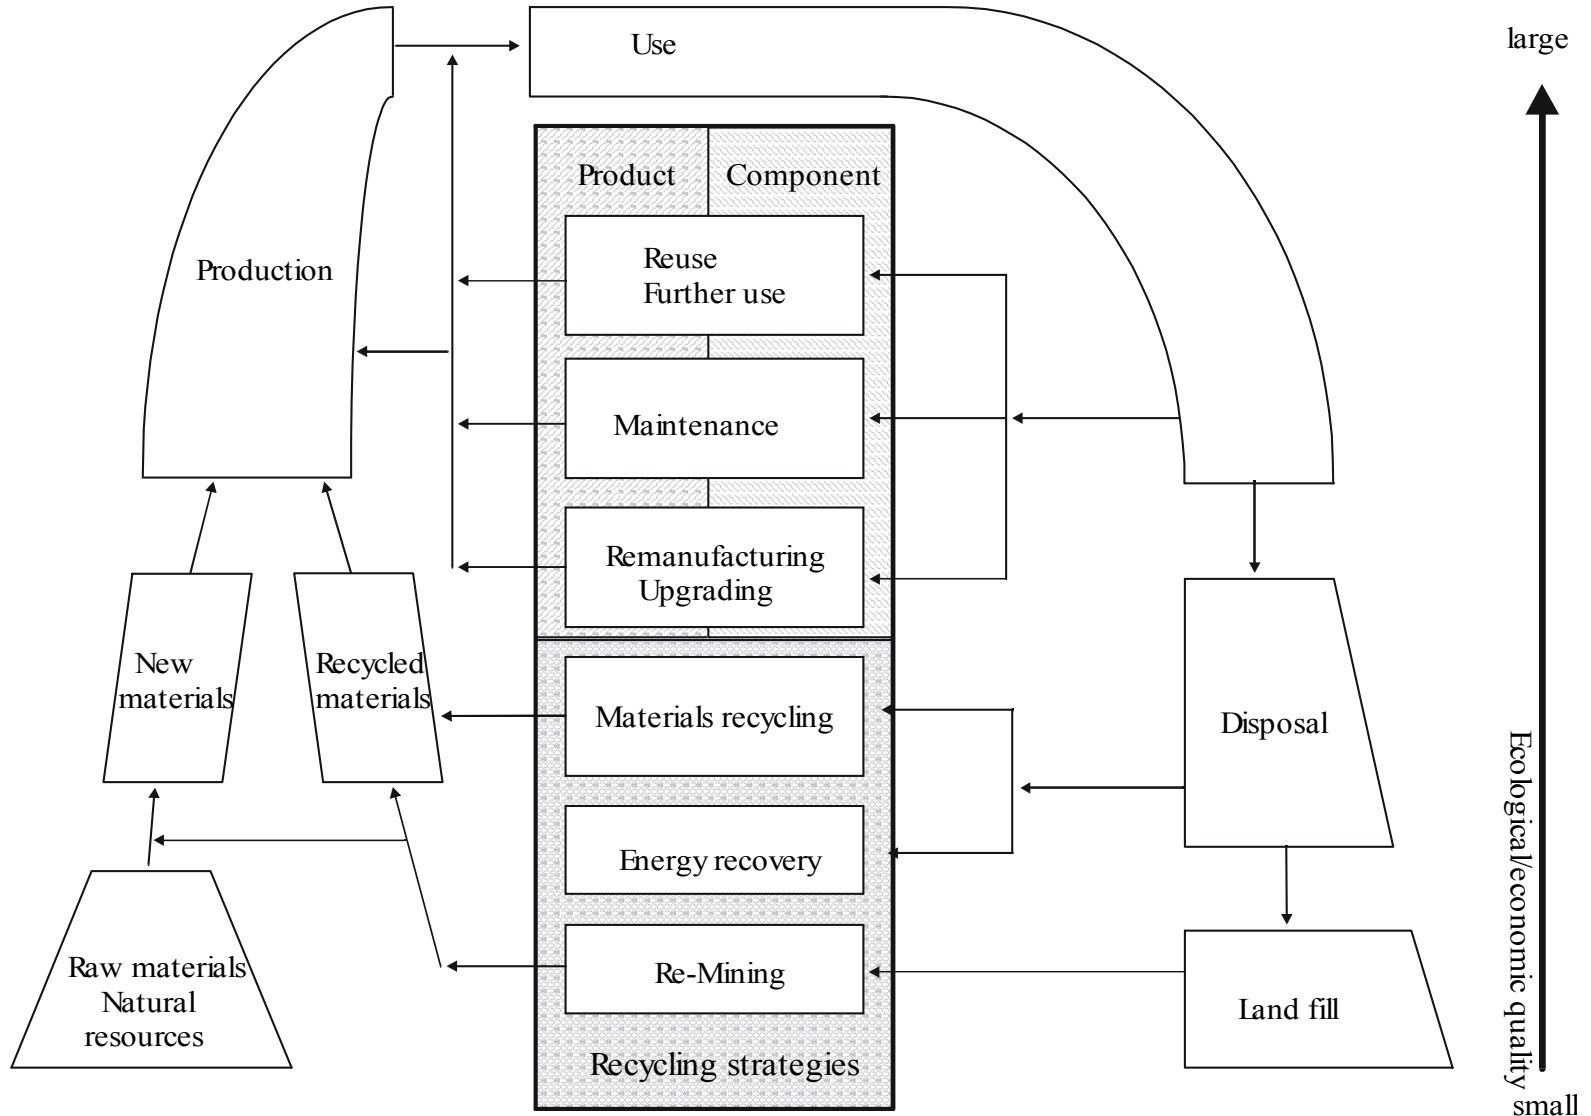 Use
large
Product
Component
Production
Reuse
Further use
Maintenance
Remanufacturing
Upgrading
New
materials
Recycled
materials
Materials recycling
Disposal
Energy recovery
Raw materials
Natural
resources
Re-Mining
Land fill
Recycling strategies
Ecological/economic quality
small